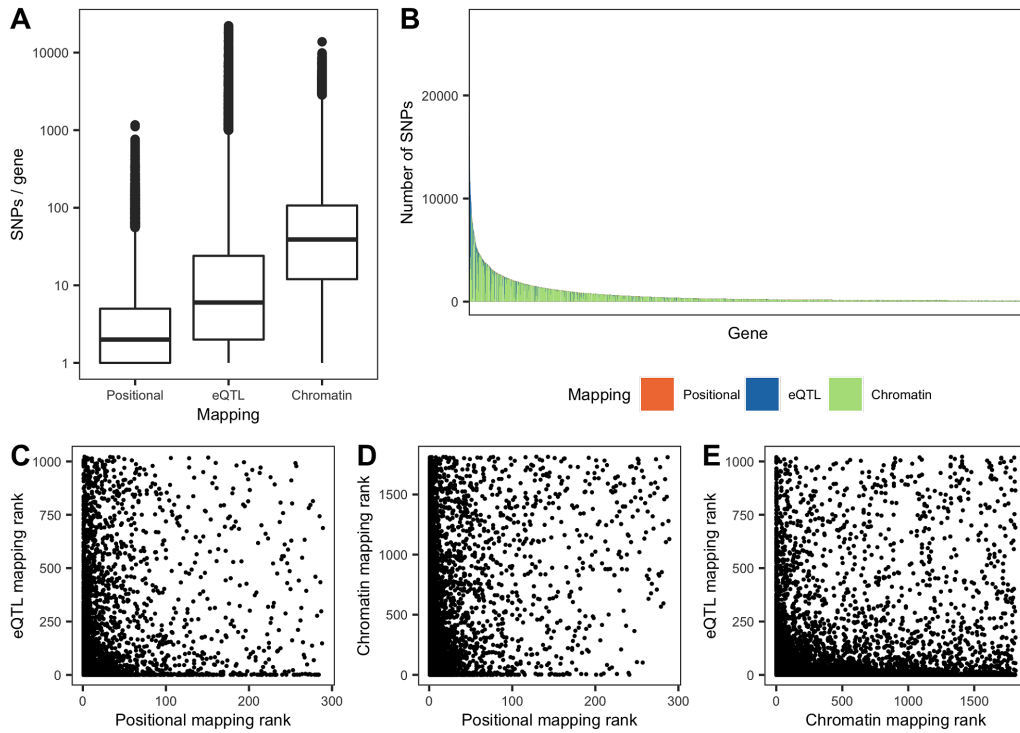 A
SNPs / gene
10000
1000
100
10
1
Positional
eQTL
Chromatin
Mapping
B
Number of SNPs
20000
10000
0
Gene
Mapping
Positional
eQTL
Chromatin
C
eQTL mapping rank
1000
750
500
250
0
0
100
200
300
Positional mapping rank
D
Chromatin mapping rank
1500
1000
500
0
0
100
200
300
Positional mapping rank
E
eQTL mapping rank
1000
750
500
250
0
0
500
1000
1500
Chromatin mapping rank